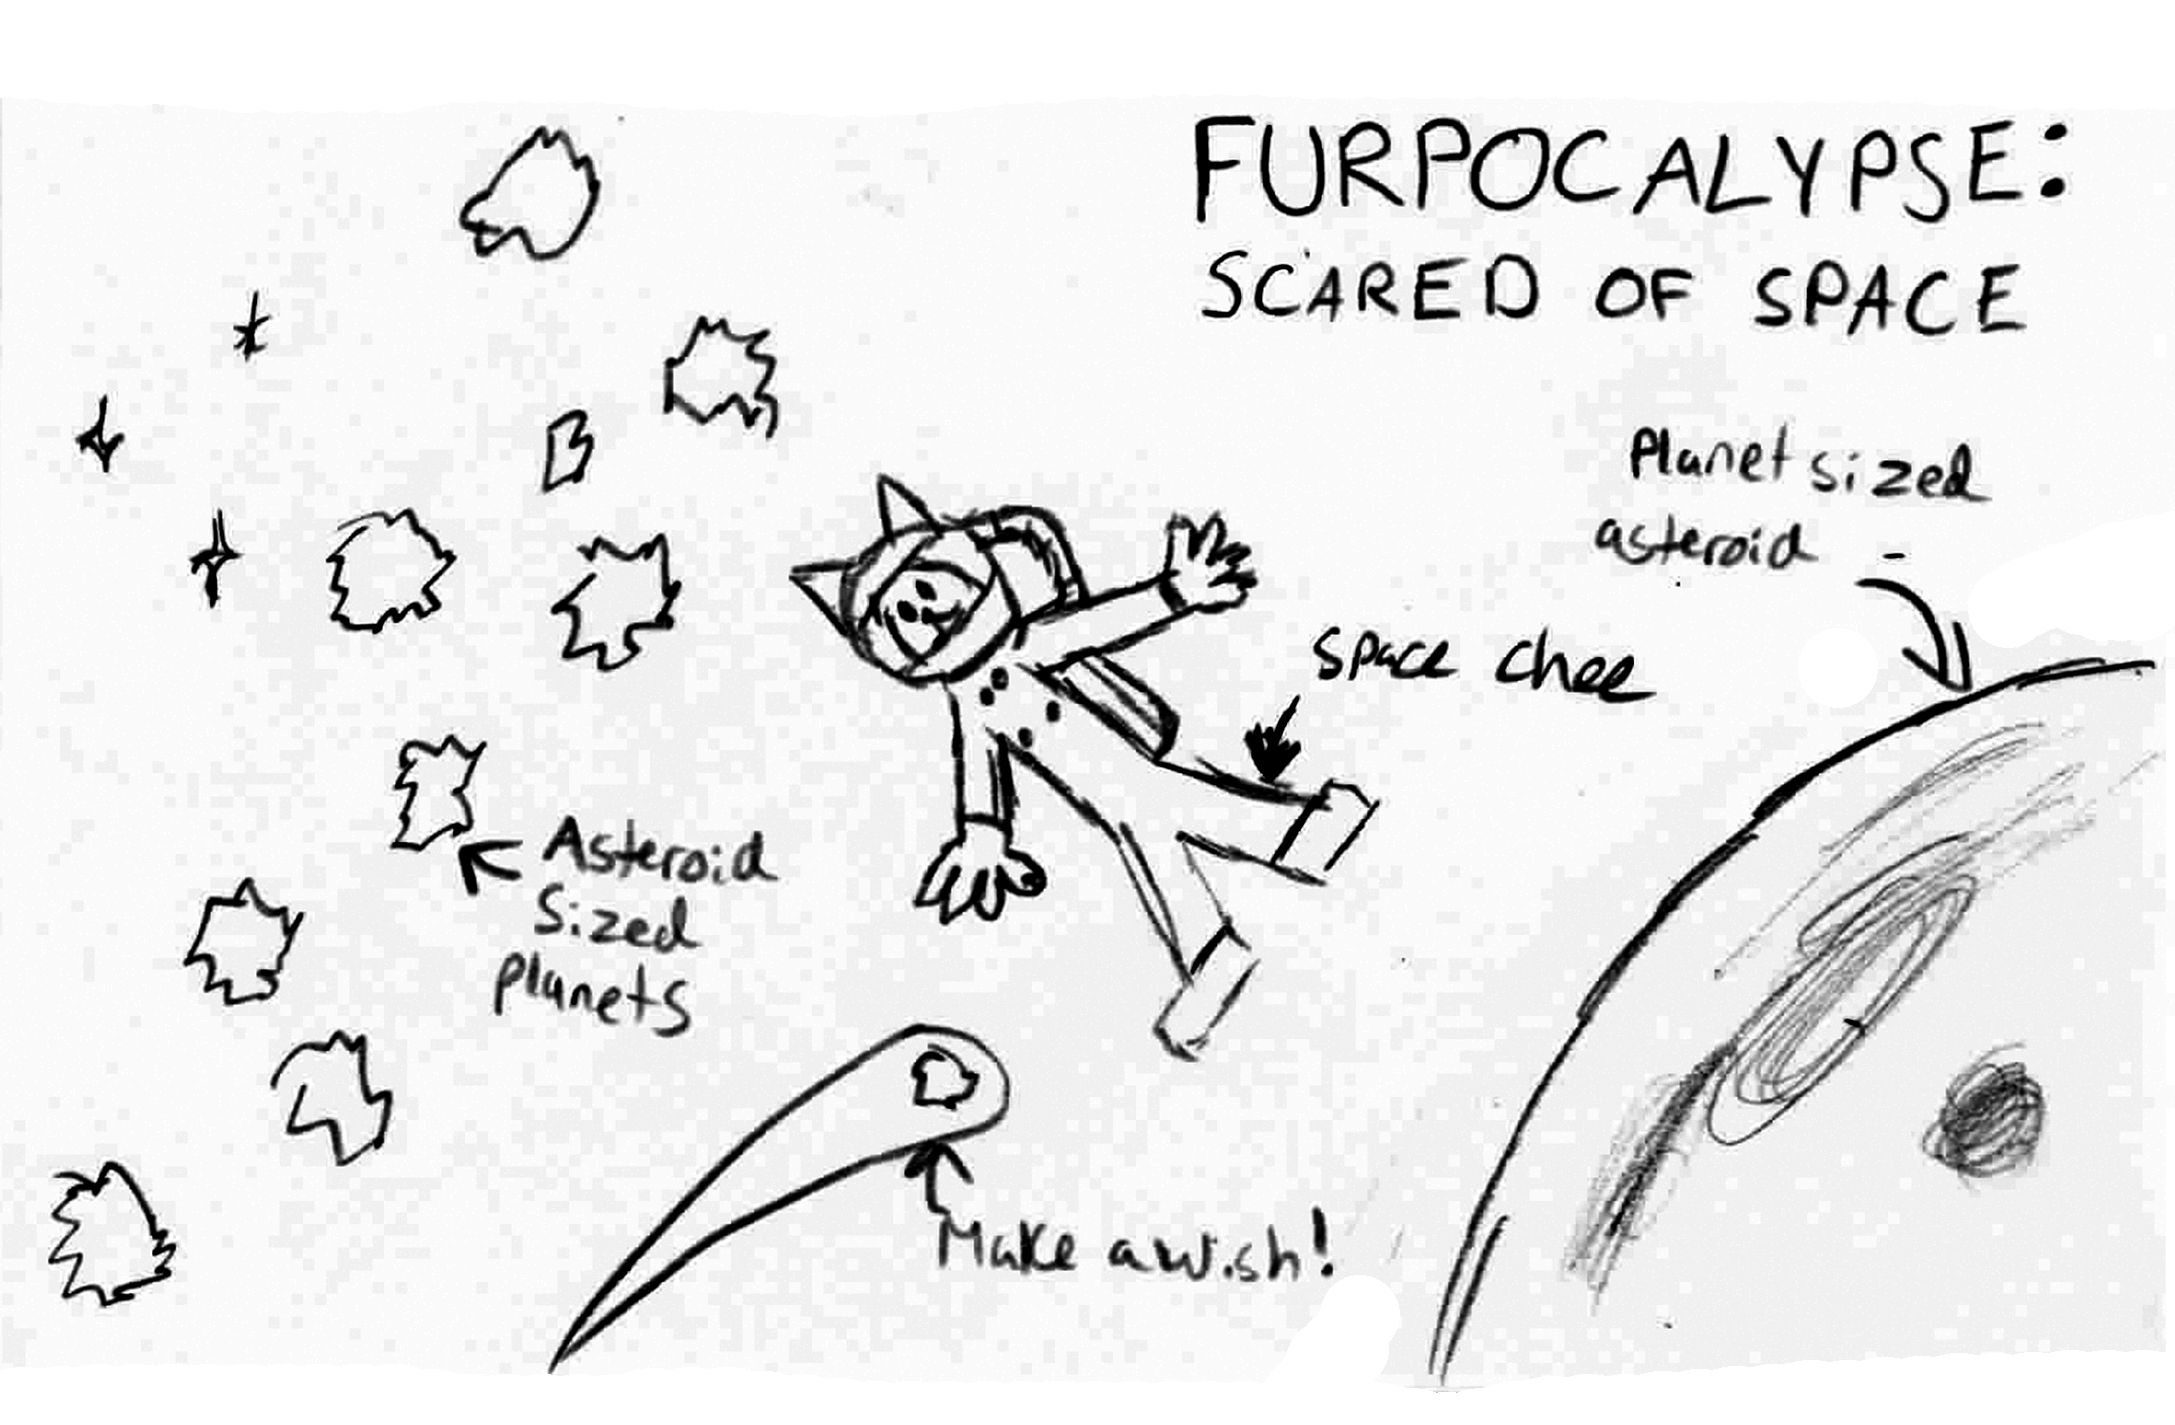 FURPOCALYPSE:
SCARED OF SPACE
Planet sized
asteroid
Space Chee
Asteroid
Sized
Planets
Make a wish!